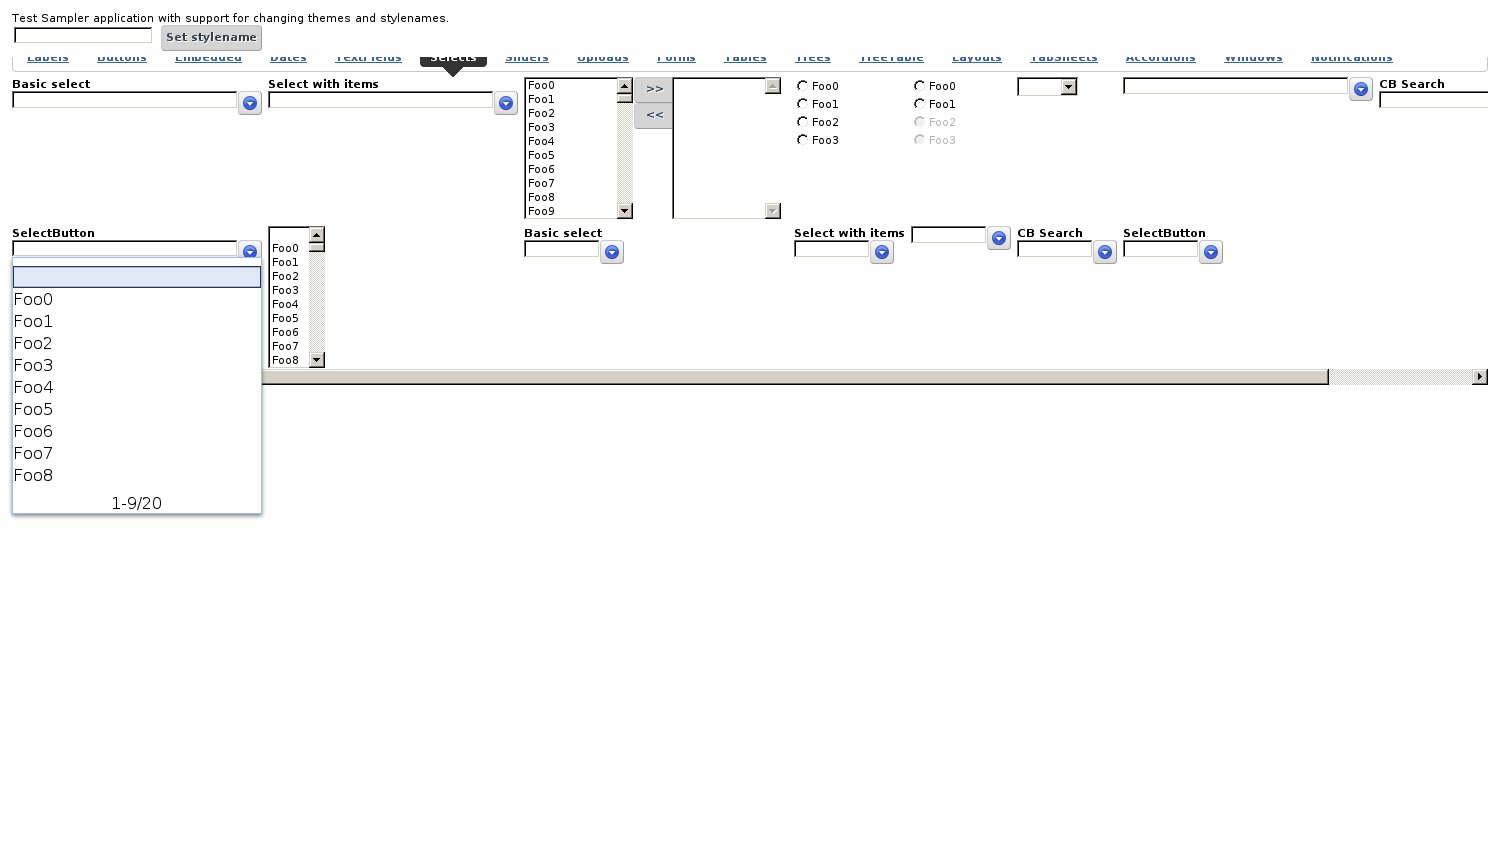 Test Sampler application with support for changing themes and stylenames.
Set stylename
Labels Buttons Embedded Dates TextFields Selects Sliders Uploads Forms Tables Trees TreeTable Layouts TabSheets Accordions Windows Notifications
Basic select
Select with items
Foo0
Foo1
Foo2
Foo3
Foo4
Foo5
Foo6
Foo7
Foo8
Foo9
>>
<<
Foo0
Foo1
Foo2
Foo3
Foo0
Foo1
Foo2
Foo3
CB Search
SelectButton
Foo0
Foo1
Foo2
Foo3
Foo4
Foo5
Foo6
Foo7
Foo8
1-9/20
Foo0
Foo1
Foo2
Foo3
Foo4
Foo5
Foo6
Foo7
Foo8
Basic select
Select with items
CB Search
SelectButton